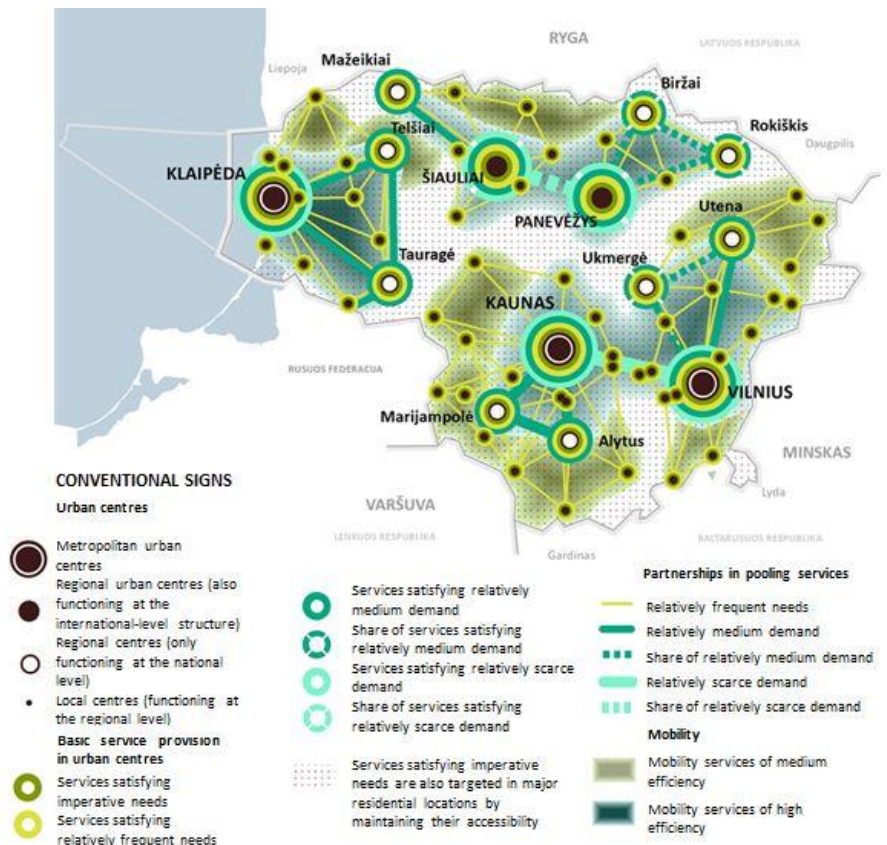 RYGA
LATVIJOS RESPUBLIKA
Liepoja
Mažeikiai
Biržai
Rokiškis
Daugpilis
Telšiai
KLAIPĖDA
ŠIAULIAI
PANEVĖŽYS
Utena
Tauragė
Ukmergė
KAUNAS
RUSIJOS FEDERACIJA
VILNIUS
Marijampolė
Alytus
MINSKAS
VARŠUVA
Lyda
LENKIJOS RESPUBLIKA
BALTARUSIJOS RESPUBLIKA
Gardinas
CONVENTIONAL SIGNS
Urban centres
Metropolitan urban
centres
Regional urban centres (also
functioning at the
international-level structure)
Regional centres (only
functioning at the national
level)
Local centres (functioning at
the regional level)
Basic service provision
in urban centres
Services satisfying
imperative needs
Services satisfying
relatively frequent needs
Services satisfying relatively
medium demand
Share of services satisfying
relatively medium demand
Services satisfying relatively scarce
demand
Share of services satisfying
relatively scarce demand
Services satisfying imperative
needs are also targeted in major
residential locations by
maintaining their accessibility
Partnerships in pooling services
Relatively frequent needs
Relatively medium demand
Share of relatively medium demand
Relatively scarce demand
Share of relatively scarce demand
Mobility
Mobility services of medium
efficiency
Mobility services of high
efficiency